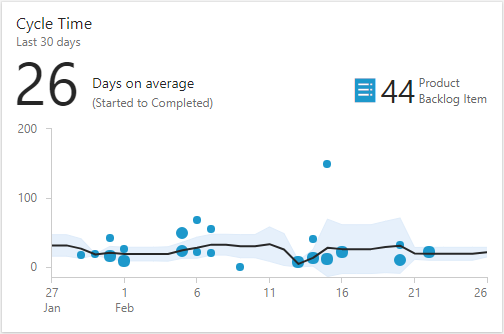 Cycle Time
Last 30 days
26
Days on average
(Started to Completed)
44
Product
Backlog Item
200
100
0
27 1 6 11 16 21 26
Jan Feb